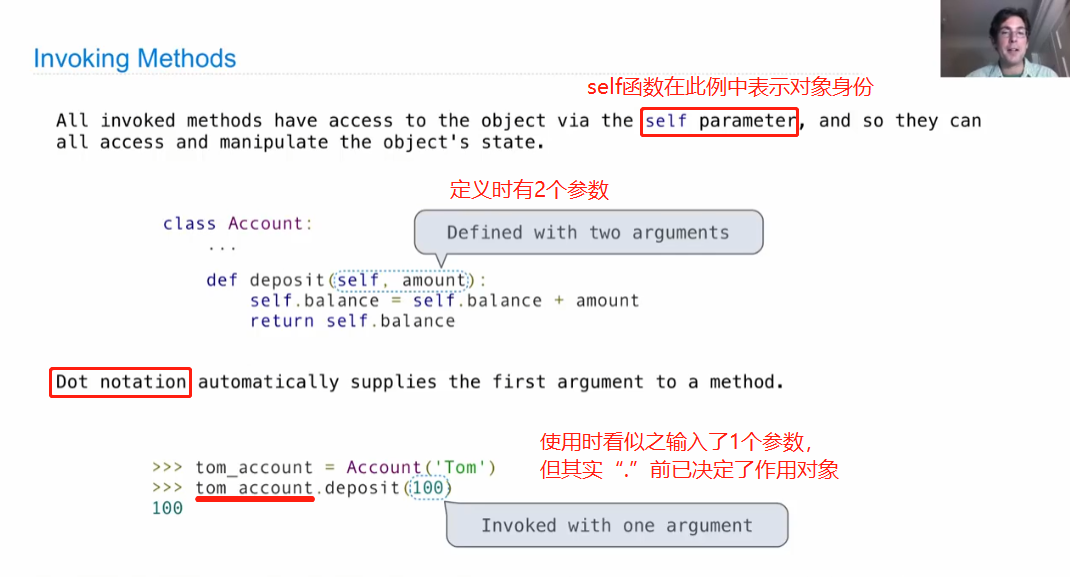 Invoking Methods
self函数在此例中表示对象身份
All invoked methods have access to the object via the self parameter, and so they can
all access and manipulate the object's state.
定义时有2个参数
class Account:
...
Defined with two arguments
def deposit(self, amount):
self.balance = self.balance + amount
return self.balance
Dot notation automatically supplies the first argument to a method.
使用时看似之输入了1个参数，
但其实“.”前已决定了作用对象
>>> tom_account = Account('Tom')
>>> tom_account.deposit(100)
100
Invoked with one argument